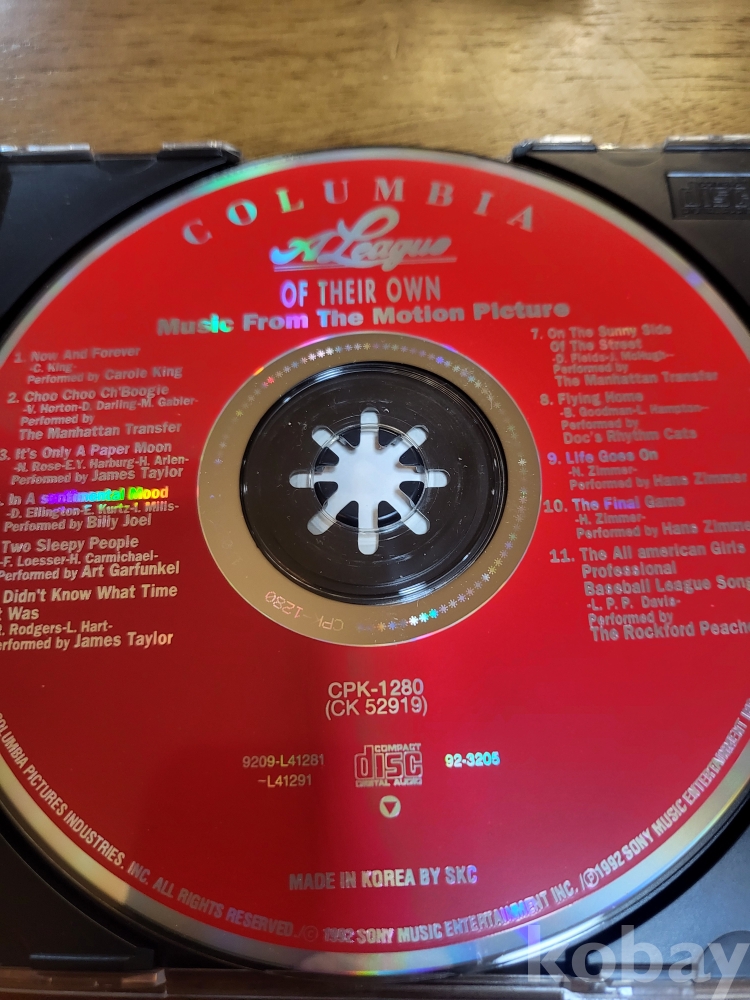 COLUMBIA
A League
OF THEIR OWN
Music From The Motion Picture
1. Now And Forever
-C. King-
Performed by Carole King
2. Choo Choo Ch'Boogie
-V. Horton-D. Darling-M. Gabler-
Performed by
The Manhattan Transfer
3. It's Only A Paper Moon
-N. Rose-E.Y. Harburg-H. Arlen-
Performed by James Taylor
In A sentimental Mood
-D. Ellington-E. Kurtz-I. Mills-
Performed by Billy Joel
Two Sleepy People
-F. Loesser-H. Carmichael-
Performed by Art Garfunkel
Didn't Know What Time
t Was
R. Rodgers-L. Hart-
erformed by James Taylor
7. On The Sunny Side
Of The Street
-D. Fields-J. McHugh-
Performed by
The Manhattan Transfer
8. Flying Home
-B. Goodman-L. Hampton-
Performed by
Doc's Rhythm Cats
9. Life Goes On
-H. Zimmer-
Performed by Hans Zimmer
10. The Final Game
-H. Zimmer-
Performed by Hans Zimme
11. The All american Girls
Professional
Baseball League Song
-L. P. P. Davis-
Performed by
The Rockford Peache
CPK-1280
CPK-1280
(CK 52919)
9209-L41281
~L41291
COMPACT
disc
DIGITAL AUDIO
92-3205
MADE IN KOREA BY SKC
COLUMBIA PICTURES INDUSTRIES, INC. ALL RIGHTS RESERVED./© 1992 SONY MUSIC ENTERTAINMENT INC./℗1992 SONY MUSIC ENTERTAINMENT
disc
kobay